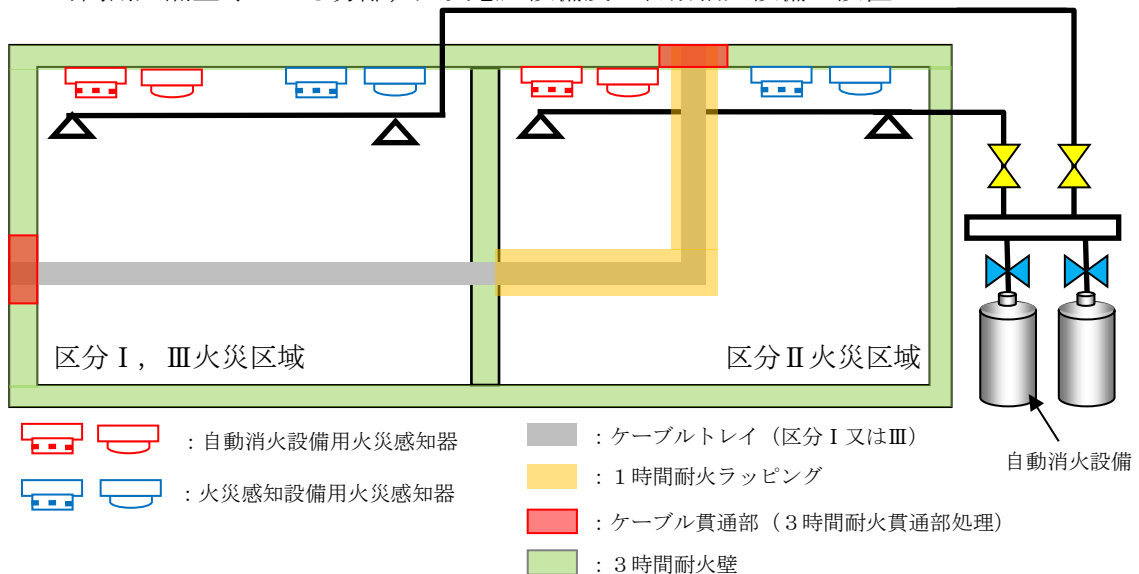 区分Ⅰ，Ⅲ火災区域
区分Ⅱ火災区域
：自動消火設備用火災感知器
：火災感知設備用火災感知器
：ケーブルトレイ（区分Ⅰ又はⅢ）
：１時間耐火ラッピング
：ケーブル貫通部（３時間耐火貫通部処理）
：３時間耐火壁
自動消火設備